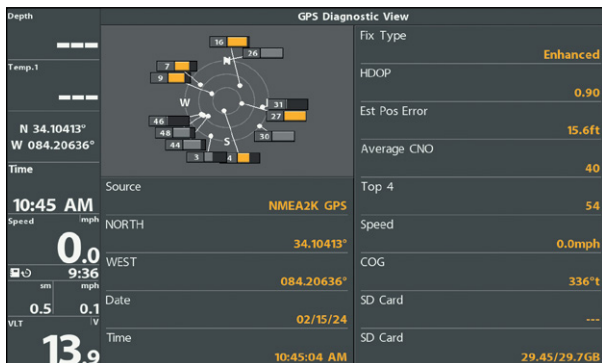 Depth
---
Temp.1
---
N 34.10413°
W 084.20636°
Time
10:45 AM
Speed mph
0.0
9:36
sm mph
0.5 0.1
VLT V
13.9
GPS Diagnostic View
16
26
N
7
9
W
31
27
46
48
44
30
S
3
4
Source
NMEA2K GPS
NORTH
34.10413°
WEST
084.20636°
Date
02/15/24
Time
10:45:04 AM
Fix Type
Enhanced
HDOP
0.90
Est Pos Error
15.6ft
Average CNO
40
Top 4
54
Speed
0.0mph
COG
336°t
SD Card
---
SD Card
29.45/29.7GB